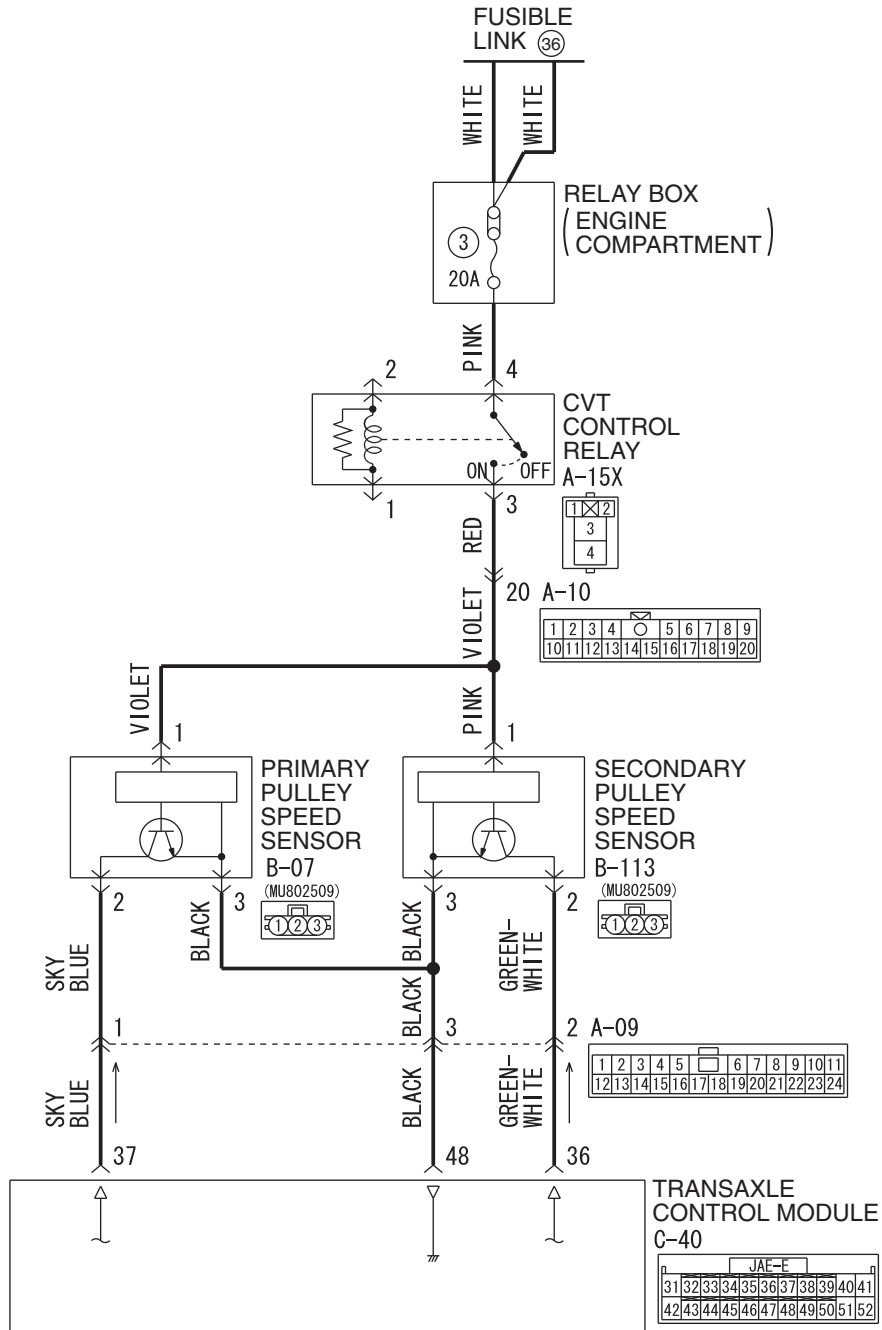 FUSIBLE
LINK 36
WHITE
WHITE
RELAY BOX
(ENGINE
COMPARTMENT)
3
20A
PINK
2
4
CVT
CONTROL
RELAY
ON
OFF
A-15X
1
3
1 2
3
4
RED
20 A-10
VIOLET
1 2 3 4 5 6 7 8 9
10 11 12 13 14 15 16 17 18 19 20
VIOLET
PINK
1
1
PRIMARY
PULLEY
SPEED
SENSOR
B-07
(MU802509)
1 2 3
SECONDARY
PULLEY
SPEED
SENSOR
B-113
(MU802509)
1 2 3
2
3
3
2
SKY
BLUE
BLACK
BLACK
GREEN-
WHITE
BLACK
1
3
2 A-09
1 2 3 4 5 6 7 8 9 10 11
12 13 14 15 16 17 18 19 20 21 22 23 24
SKY
BLUE
BLACK
GREEN-
WHITE
37
48
36
TRANSAXLE
CONTROL MODULE
C-40
JAE-E
31 32 33 34 35 36 37 38 39 40 41
42 43 44 45 46 47 48 49 50 51 52